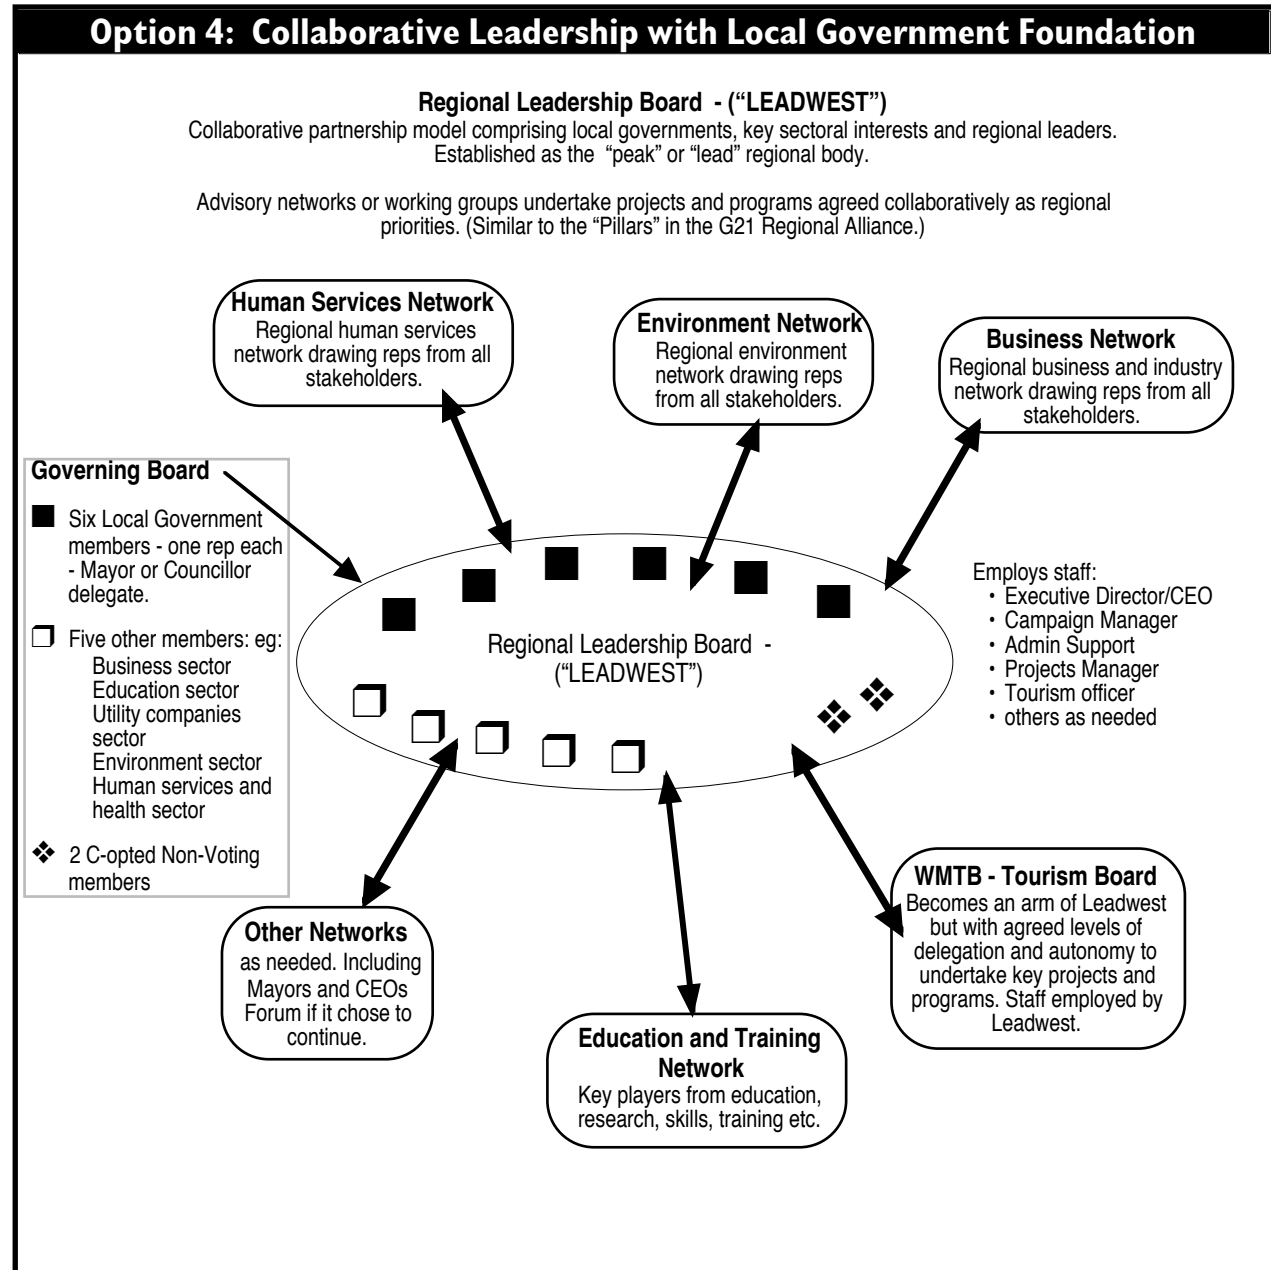 Option 4: Collaborative Leadership with Local Government Foundation
Regional Leadership Board - (“LEADWEST”)
Collaborative partnership model comprising local governments, key sectoral interests and regional leaders.
Established as the “peak” or “lead” regional body.
Advisory networks or working groups undertake projects and programs agreed collaboratively as regional
priorities. (Similar to the “Pillars” in the G21 Regional Alliance.)
Human Services Network
Regional human services
network drawing reps from all
stakeholders.
Environment Network
Regional environment
network drawing reps
from all stakeholders.
Business Network
Regional business and industry
network drawing reps from all
stakeholders.
Governing Board
Six Local Government
members - one rep each
- Mayor or Councillor
delegate.
Five other members: eg:
Business sector
Education sector
Utility companies
sector
Environment sector
Human services and
health sector
2 C-opted Non-Voting
members
Regional Leadership Board -
(“LEADWEST”)
Employs staff:
• Executive Director/CEO
• Campaign Manager
• Admin Support
• Projects Manager
• Tourism officer
• others as needed
Other Networks
as needed. Including
Mayors and CEOs
Forum if it chose to
continue.
Education and Training
Network
Key players from education,
research, skills, training etc.
WMTB - Tourism Board
Becomes an arm of Leadwest
but with agreed levels of
delegation and autonomy to
undertake key projects and
programs. Staff employed by
Leadwest.